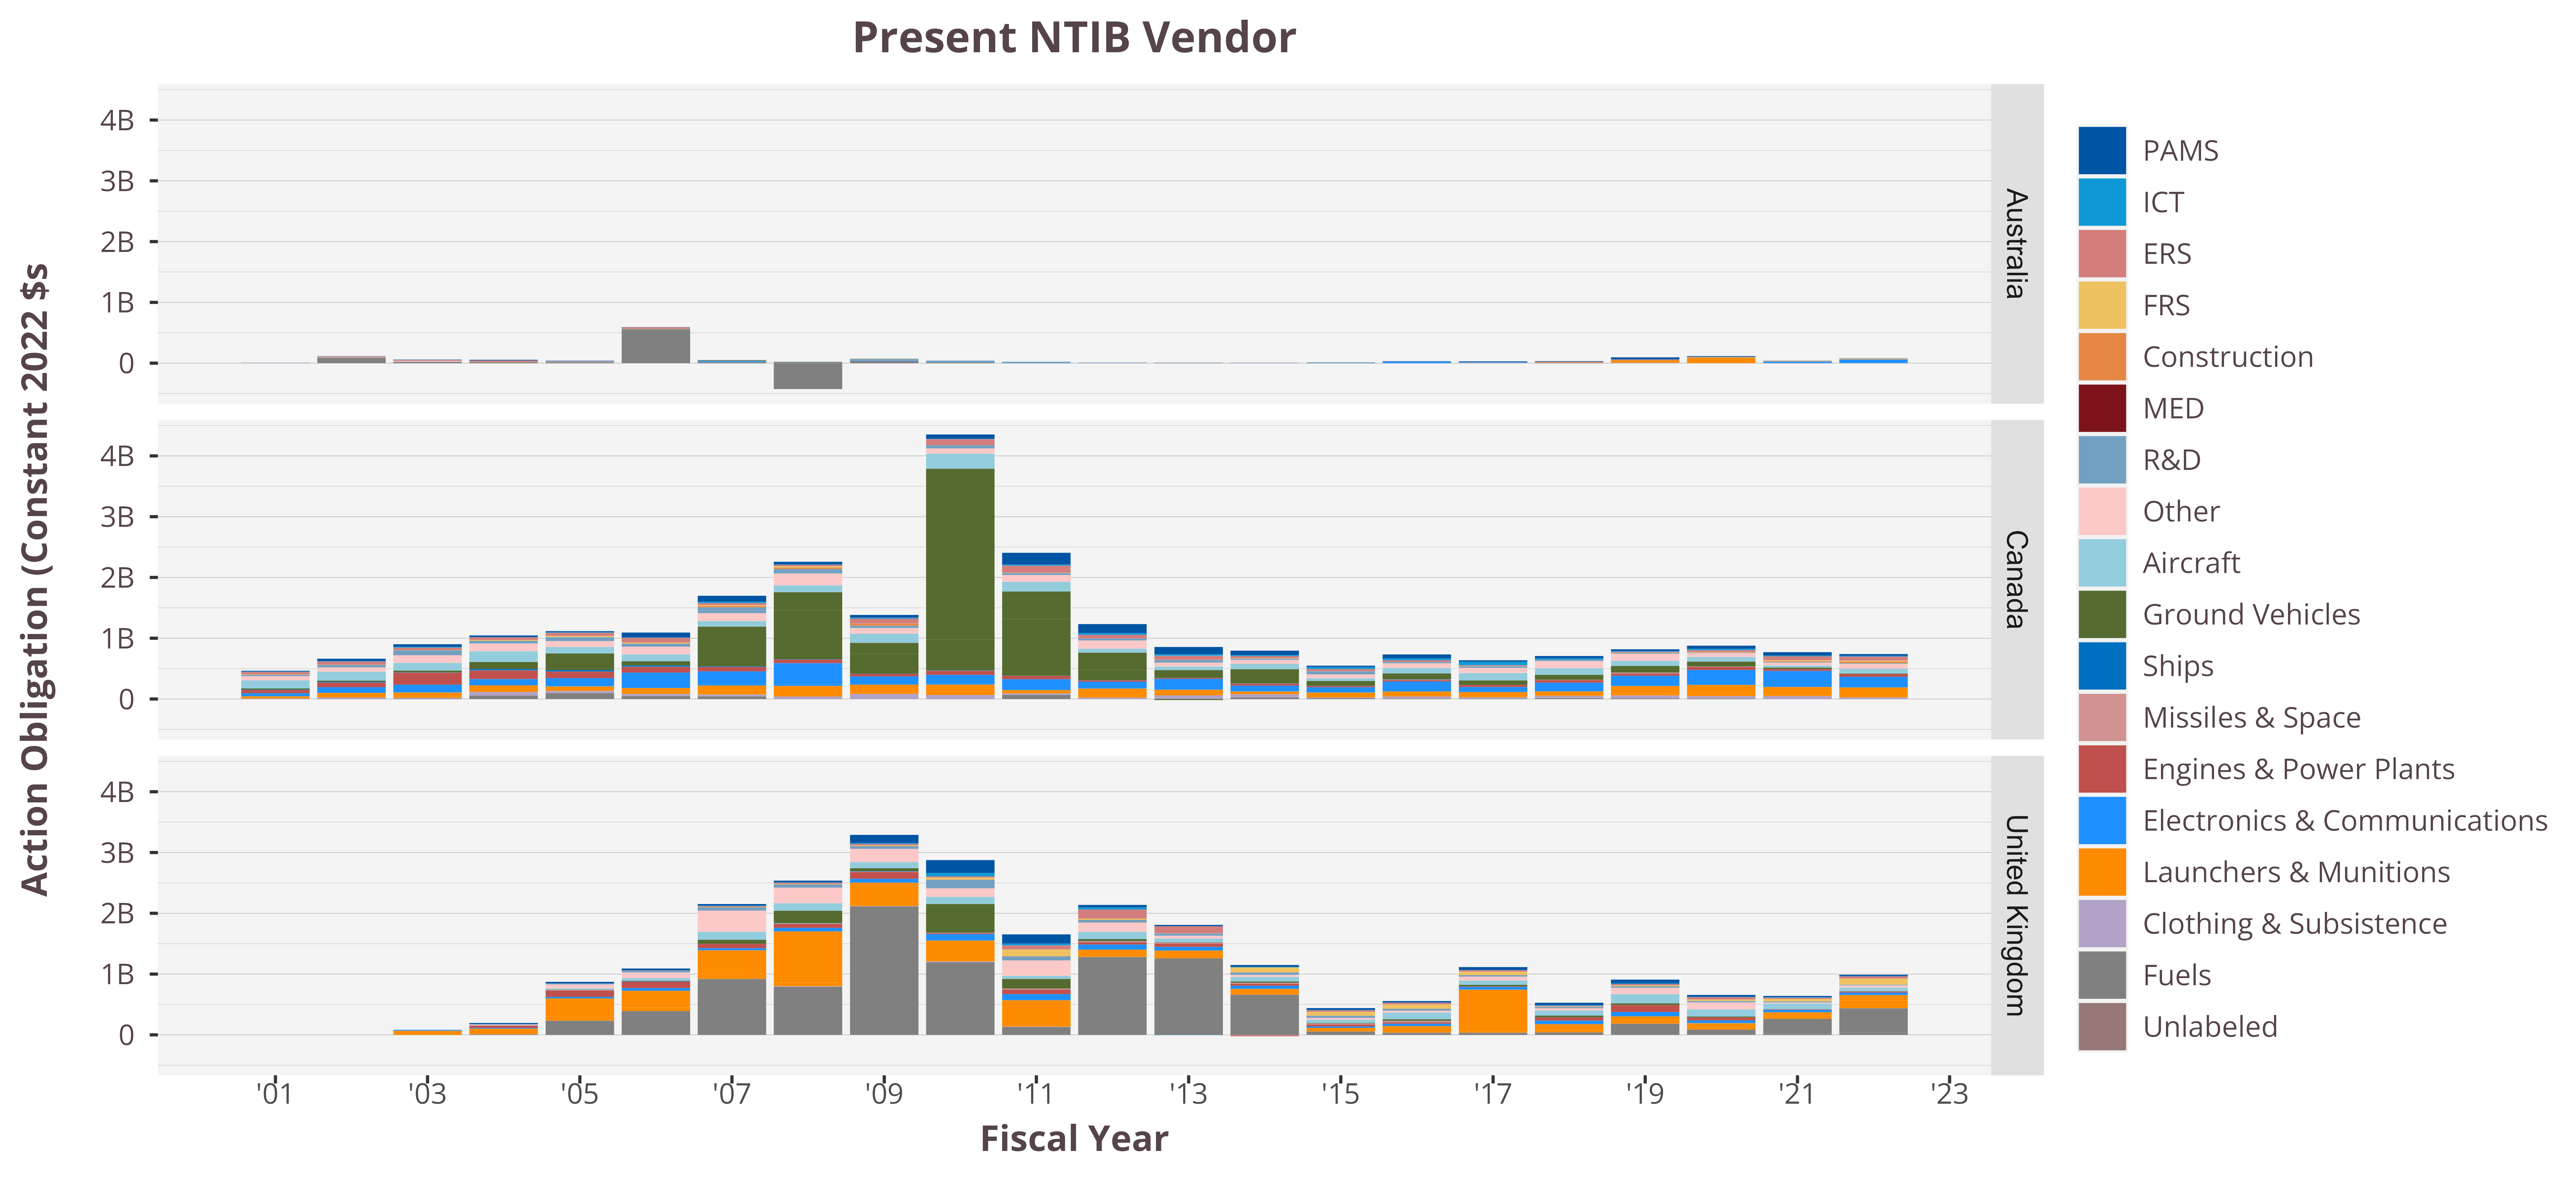 Present NTIB Vendor
Action Obligation (Constant 2022 $s
4B
3B
2B
1B
0
Australia
4B
3B
2B
1B
0
Canada
4B
3B
2B
1B
0
United Kingdom
'01 '03 '05 '07 '09 '11 '13 '15 '17 '19 '21 '23
Fiscal Year
PAMS
ICT
ERS
FRS
Construction
MED
R&D
Other
Aircraft
Ground Vehicles
Ships
Missiles & Space
Engines & Power Plants
Electronics & Communications
Launchers & Munitions
Clothing & Subsistence
Fuels
Unlabeled